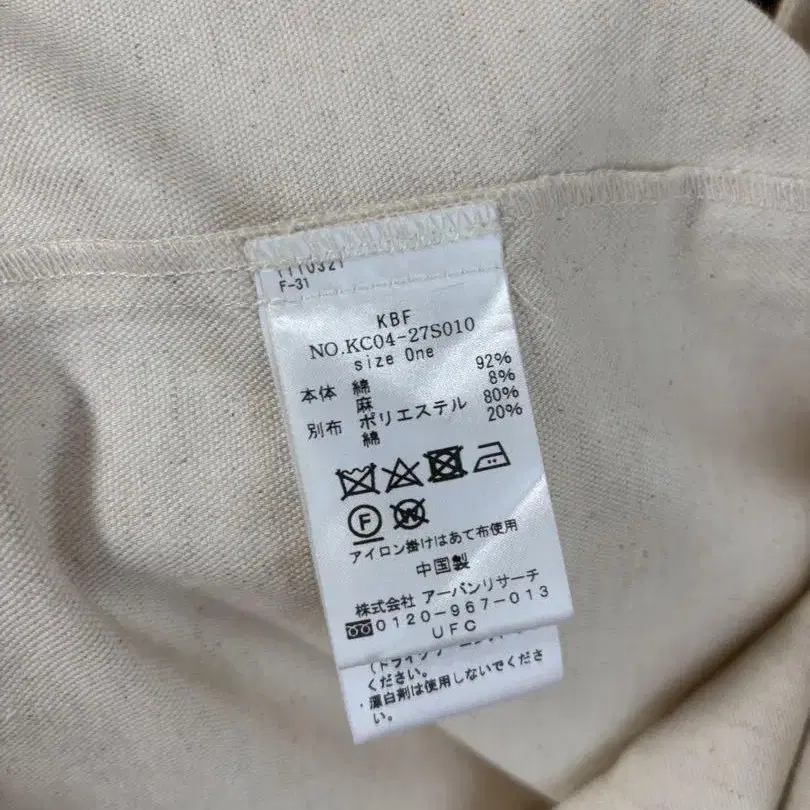 1110321
F-31
KBF
NO.KC04-27S010
size One
本体 綿 92%
麻 8%
別布 ポリエステル 80%
綿 20%
F W
アイロン掛けはあて布使用
中国製
株式会社 アーバンリサーチ
0120-967-013
UFC
ください。
・漂白剤は使用しないでくださ
い。